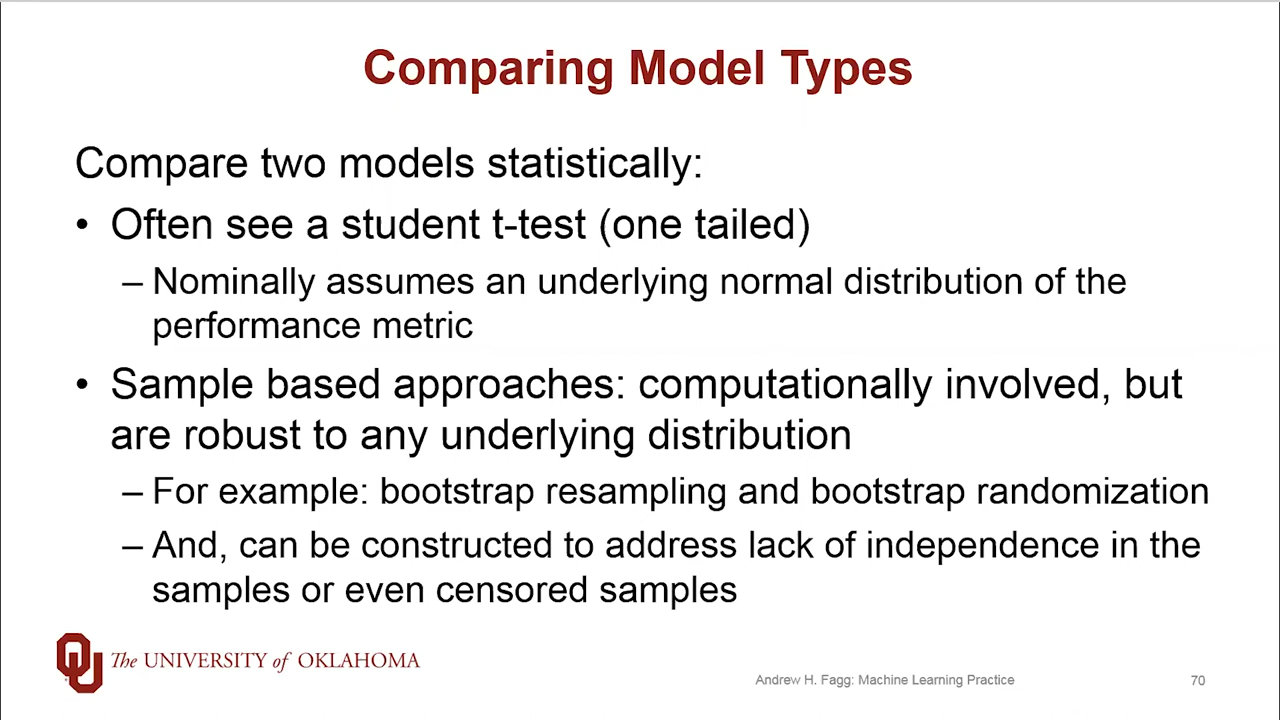 Comparing Model Types
Compare two models statistically:
• Often see a student t-test (one tailed)
– Nominally assumes an underlying normal distribution of the
performance metric
• Sample based approaches: computationally involved, but
are robust to any underlying distribution
– For example: bootstrap resampling and bootstrap randomization
– And, can be constructed to address lack of independence in the
samples or even censored samples
The UNIVERSITY of OKLAHOMA
Andrew H. Fagg: Machine Learning Practice
70